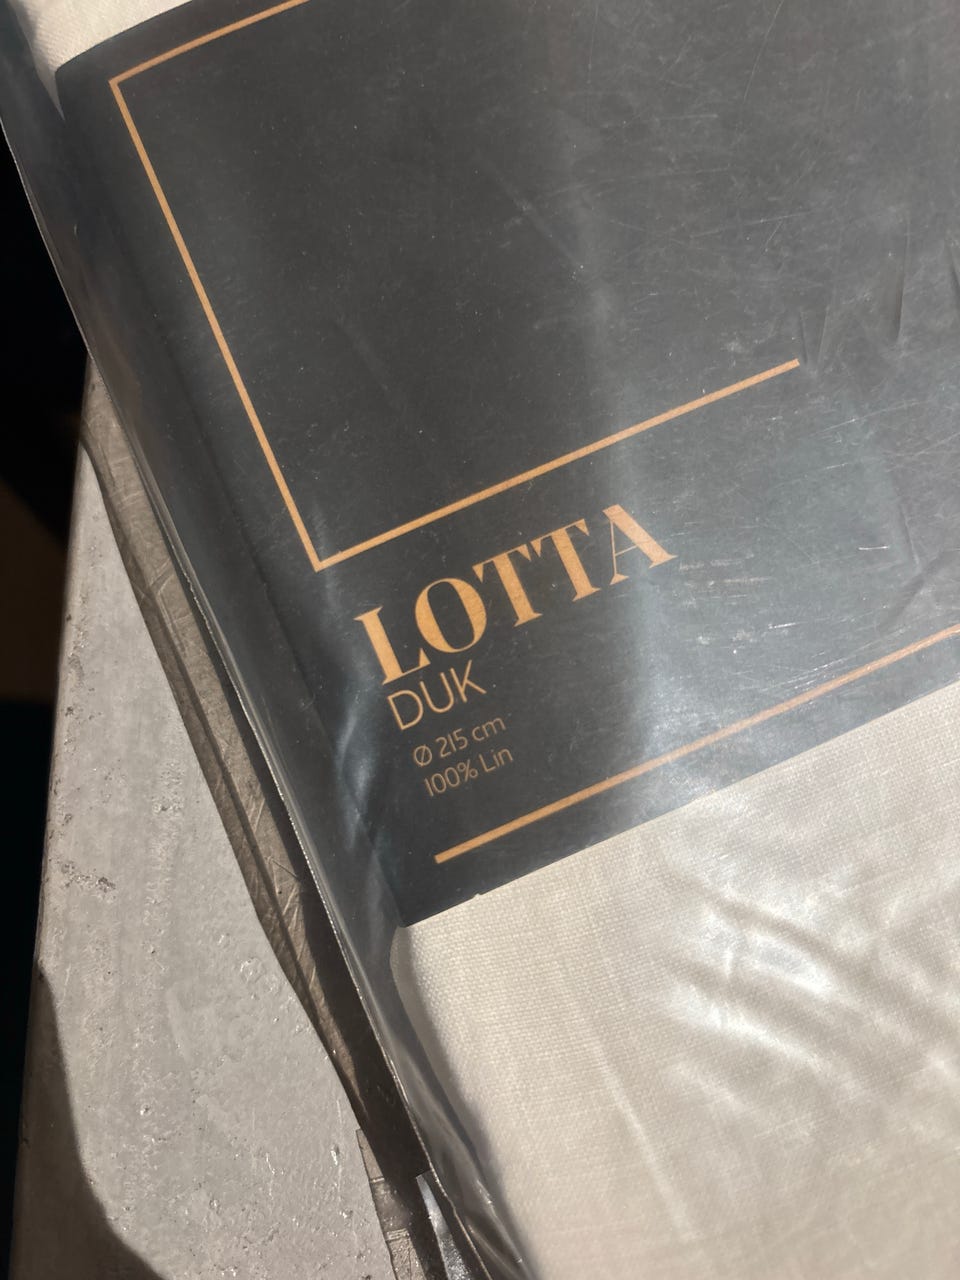 LOTTA
DUK
Ø 215 cm
100% Lin